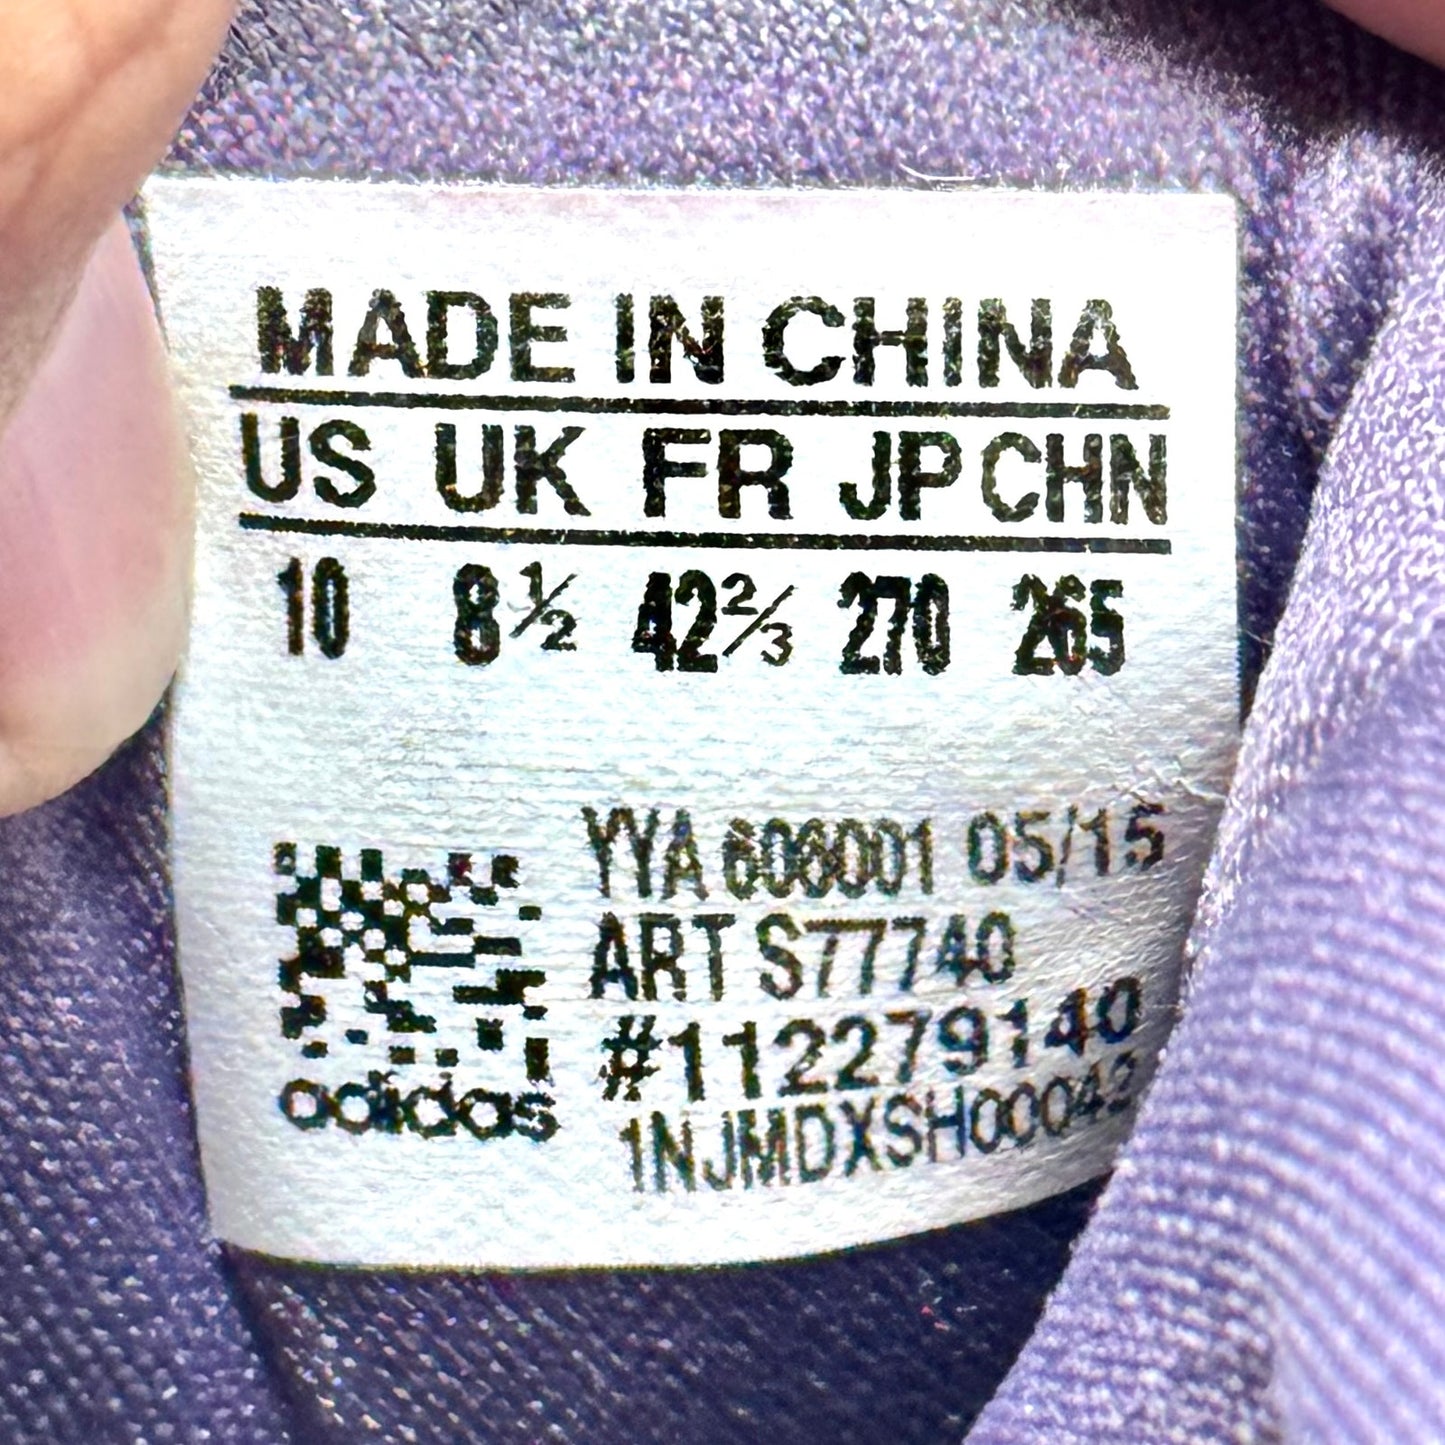 MADE IN CHINA
US UK FR JP CHN
10 8½ 42⅔ 270 265
YYA 606001 05/15
ART S77740
#112279140
1NJMDXSH00043
adidas